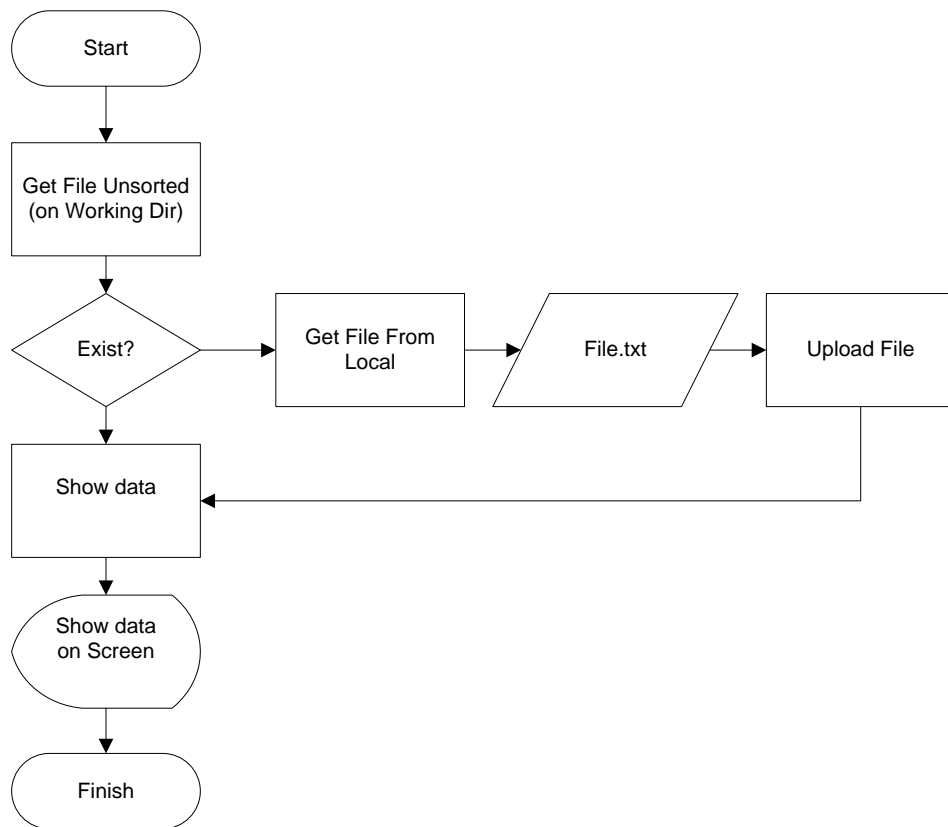 Start
Get File Unsorted
(on Working Dir)
Exist?
Get File From
Local
File.txt
Upload File
Show data
Show data
on Screen
Finish